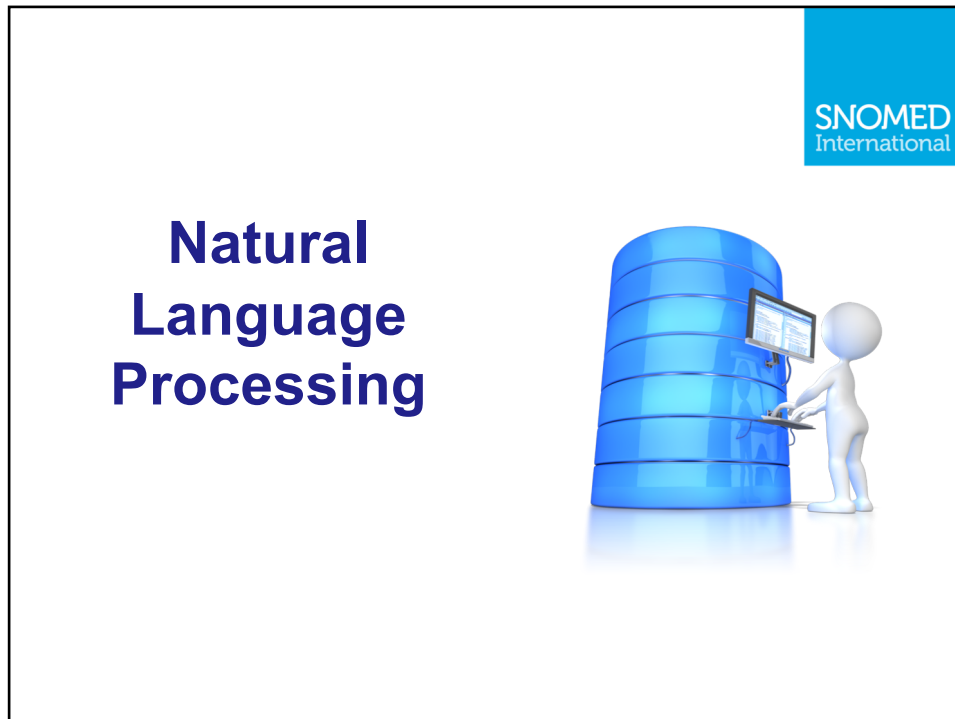 SNOMED
International
Natural
Language
Processing